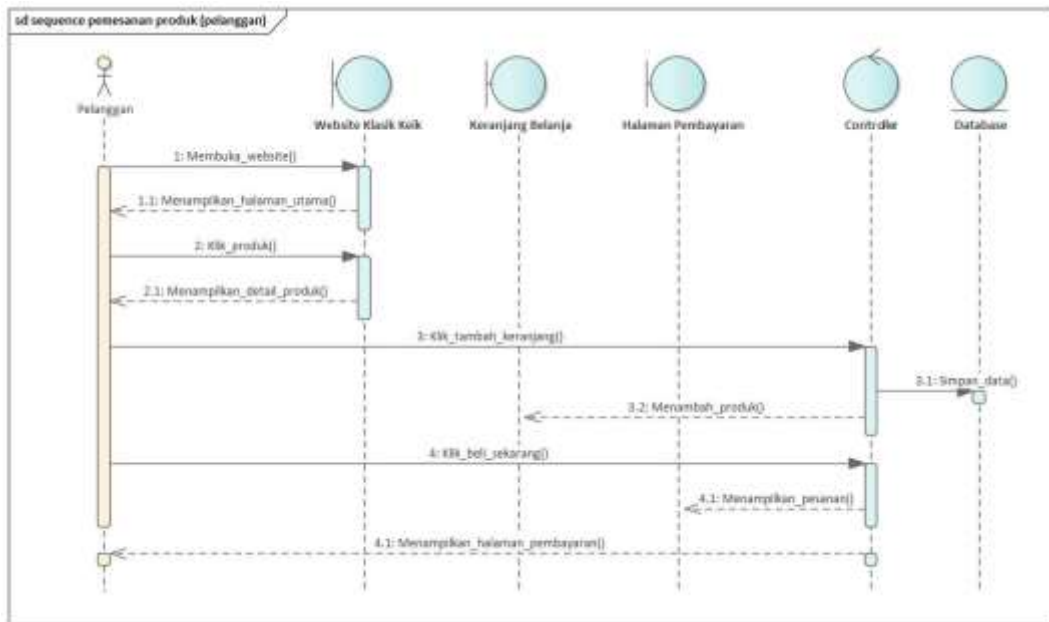 sd sequence pemesanan produk (pelanggan)
Pelanggan
Website Klasik Keik
Keranjang Belanja
Halaman Pembayaran
Controller
Database
1: Membuka_website()
1.1: Menampilkan_halaman_utama()
2: Klik_produk()
2.1: Menampilkan_detail_produk()
3: Klik_tambah_keranjang()
3.1: Simpan_data()
3.2: Menambah_produk()
4: Klik_beli_sekarang()
4.1: Menampilkan_pesanan()
4.1: Menampilkan_halaman_pembayaran()